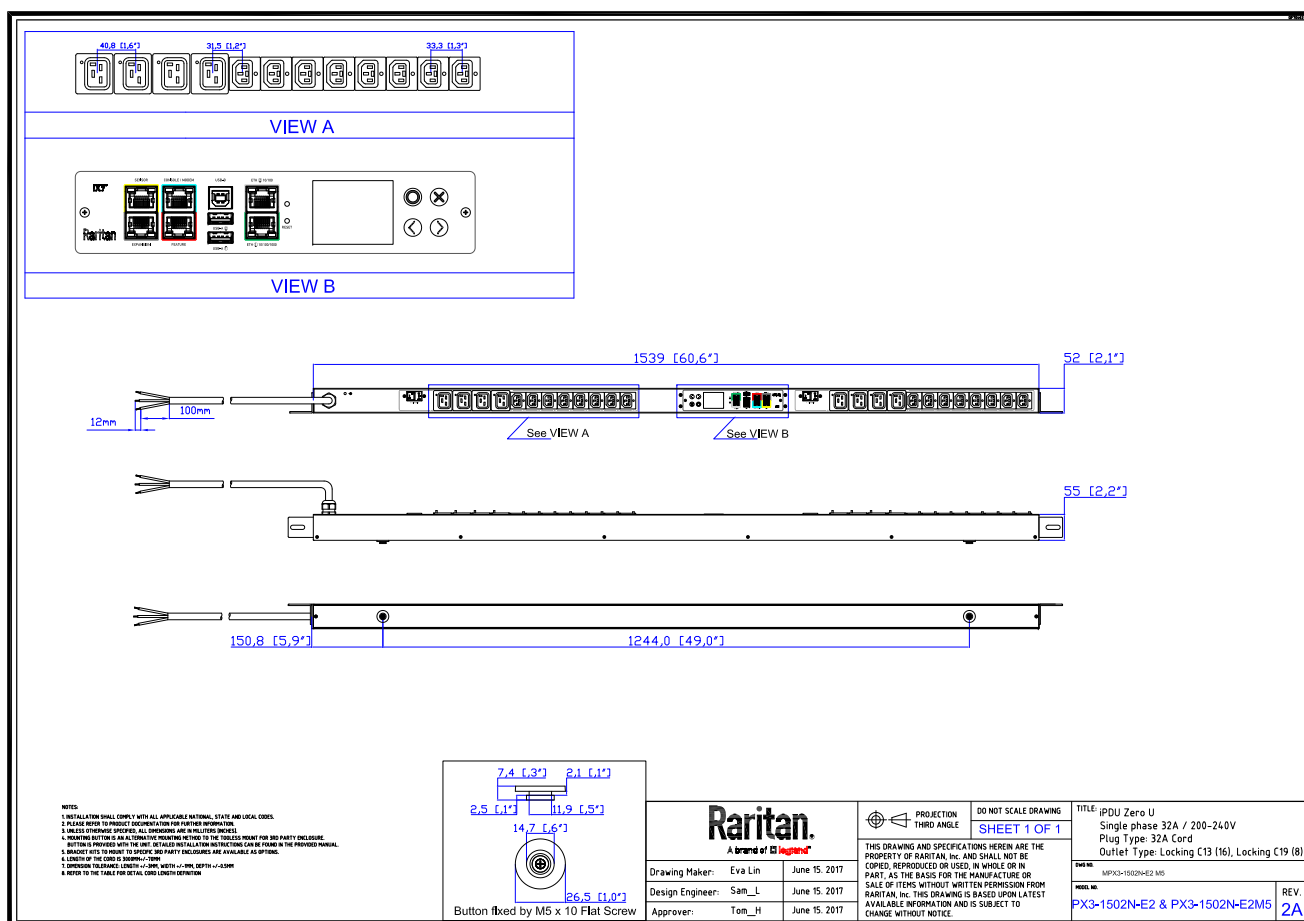 40,8 [1,6"]
31,5 [1,2"]
33,3 [1,3"]
VIEW A
SENSOR
CONSOLE / MODEM
USB-B
ETH 10/100
Raritan
RESET
EXPANSION
FEATURE
USB-A
ETH 10/100/1000
VIEW B
1539 [60,6"]
52 [2,1"]
100mm
12mm
See VIEW A
See VIEW B
55 [2,2"]
150,8 [5,9"]
1244,0 [49,0"]
7,4 [,3"]
2,1 [,1"]
2,5 [,1"]
11,9 [,5"]
14,7 [,6"]
26,5 [1,0"]
Button fixed by M5 x 10 Flat Screw
NOTES:
1. INSTALLATION SHALL COMPLY WITH ALL APPLICABLE NATIONAL, STATE AND LOCAL CODES.
2. PLEASE REFER TO PRODUCT DOCUMENTATION FOR FURTHER INFORMATION.
3. UNLESS OTHERWISE SPECIFIED, ALL DIMENSIONS ARE IN MILLITERS [INCHES].
4. MOUNTING BUTTON IS AN ALTERNATIVE MOUNTING METHOD TO THE TOOLESS MOUNT FOR 3RD PARTY ENCLOSURE.
BUTTON IS PROVIDED WITH THE UNIT. DETAILED INSTALLATION INSTRUCTIONS CAN BE FOUND IN THE PROVIDED MANUAL.
5. BRACKET KITS TO MOUNT TO SPECIFIC 3RD PARTY ENCLOSURES ARE AVAILABLE AS OPTIONS.
6. LENGTH OF THE CORD IS 3000MM+/-70MM
7. DIMENSION TOLERANCE: LENGTH +/-3MM, WIDTH +/-1MM, DEPTH +/-0.5MM
8. REFER TO THE TABLE FOR DETAIL CORD LENGTH DEFINITION
Raritan.
A brand of legrand
Drawing Maker: Eva Lin June 15. 2017
Design Engineer: Sam_L June 15. 2017
Approver: Tom_H June 15. 2017
PROJECTION
THIRD ANGLE
DO NOT SCALE DRAWING
SHEET 1 OF 1
THIS DRAWING AND SPECIFICATIONS HEREIN ARE THE
PROPERTY OF RARITAN, Inc. AND SHALL NOT BE
COPIED, REPRODUCED OR USED, IN WHOLE OR IN
PART, AS THE BASIS FOR THE MANUFACTURE OR
SALE OF ITEMS WITHOUT WRITTEN PERMISSION FROM
RARITAN, Inc. THIS DRAWING IS BASED UPON LATEST
AVAILABLE INFORMATION AND IS SUBJECT TO
CHANGE WITHOUT NOTICE.
TITLE: iPDU Zero U
Single phase 32A / 200-240V
Plug Type: 32A Cord
Outlet Type: Locking C13 (16), Locking C19 (8)
DWG NO.
MPX3-1502N-E2 M5
MODEL NO.
PX3-1502N-E2 & PX3-1502N-E2M5
REV.
2A